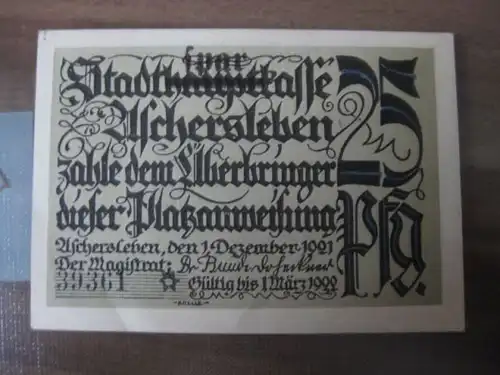 spar
Stadthauptkasse
Aschersleben
zahle dem Überbringer
dieser Platzanweisung
25
Pfg.
Aschersleben, den 1. Dezember 1921
Der Magistrat:
39361
Gültig bis 1. März 1922